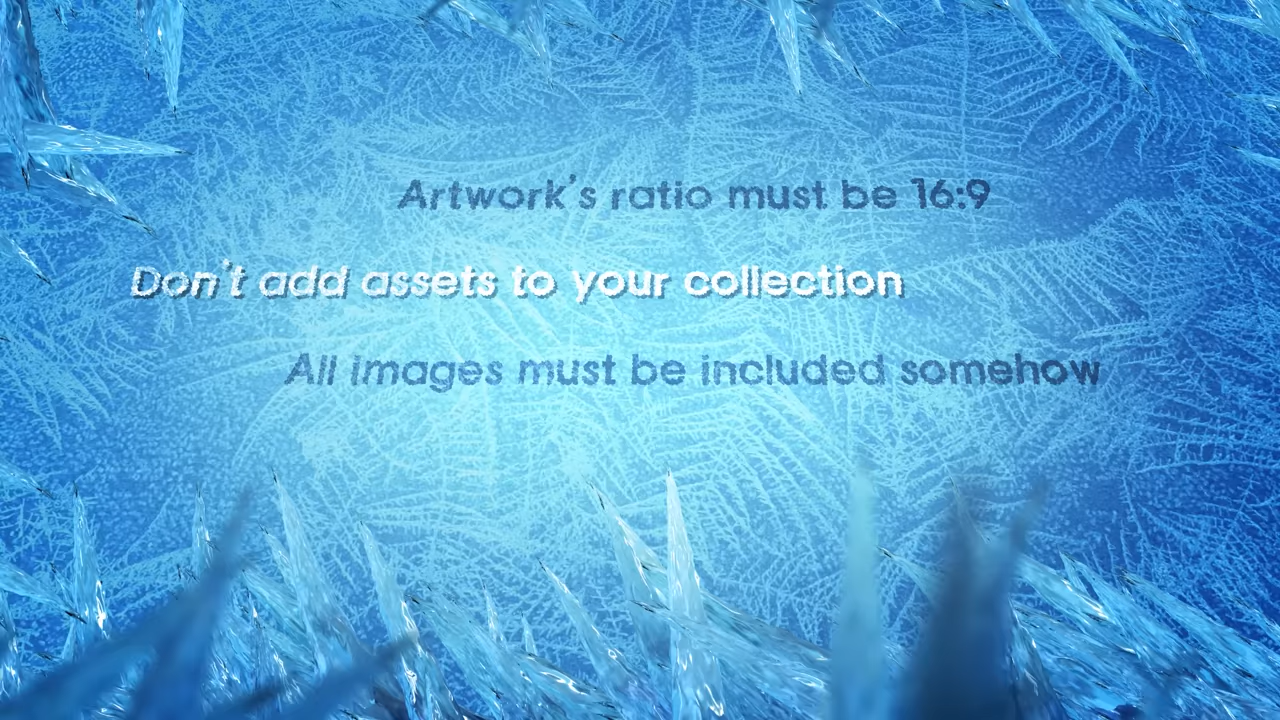 Artwork's ratio must be 16:9
Don't add assets to your collection
All images must be included somehow